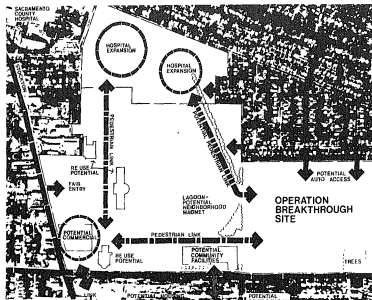 SACRAMENTO
COUNTY
HOSPITAL
HOSPITAL
EXPANSION
HOSPITAL
EXPANSION
PEDESTRIAN LINK
RE USE
POTENTIAL
FAIR
ENTRY
POTENTIAL
AUTO ACCESS
LAGOON-
POTENTIAL
NEIGHBORHOOD
MAGNET
OPERATION
BREAKTHROUGH
SITE
POTENTIAL
COMMERCIAL
PEDESTRIAN LINK
RE USE
POTENTIAL
POTENTIAL
COMMUNITY
FACILITIES
TREES
LINK
POTENTIAL HOUSING
POTENTIAL